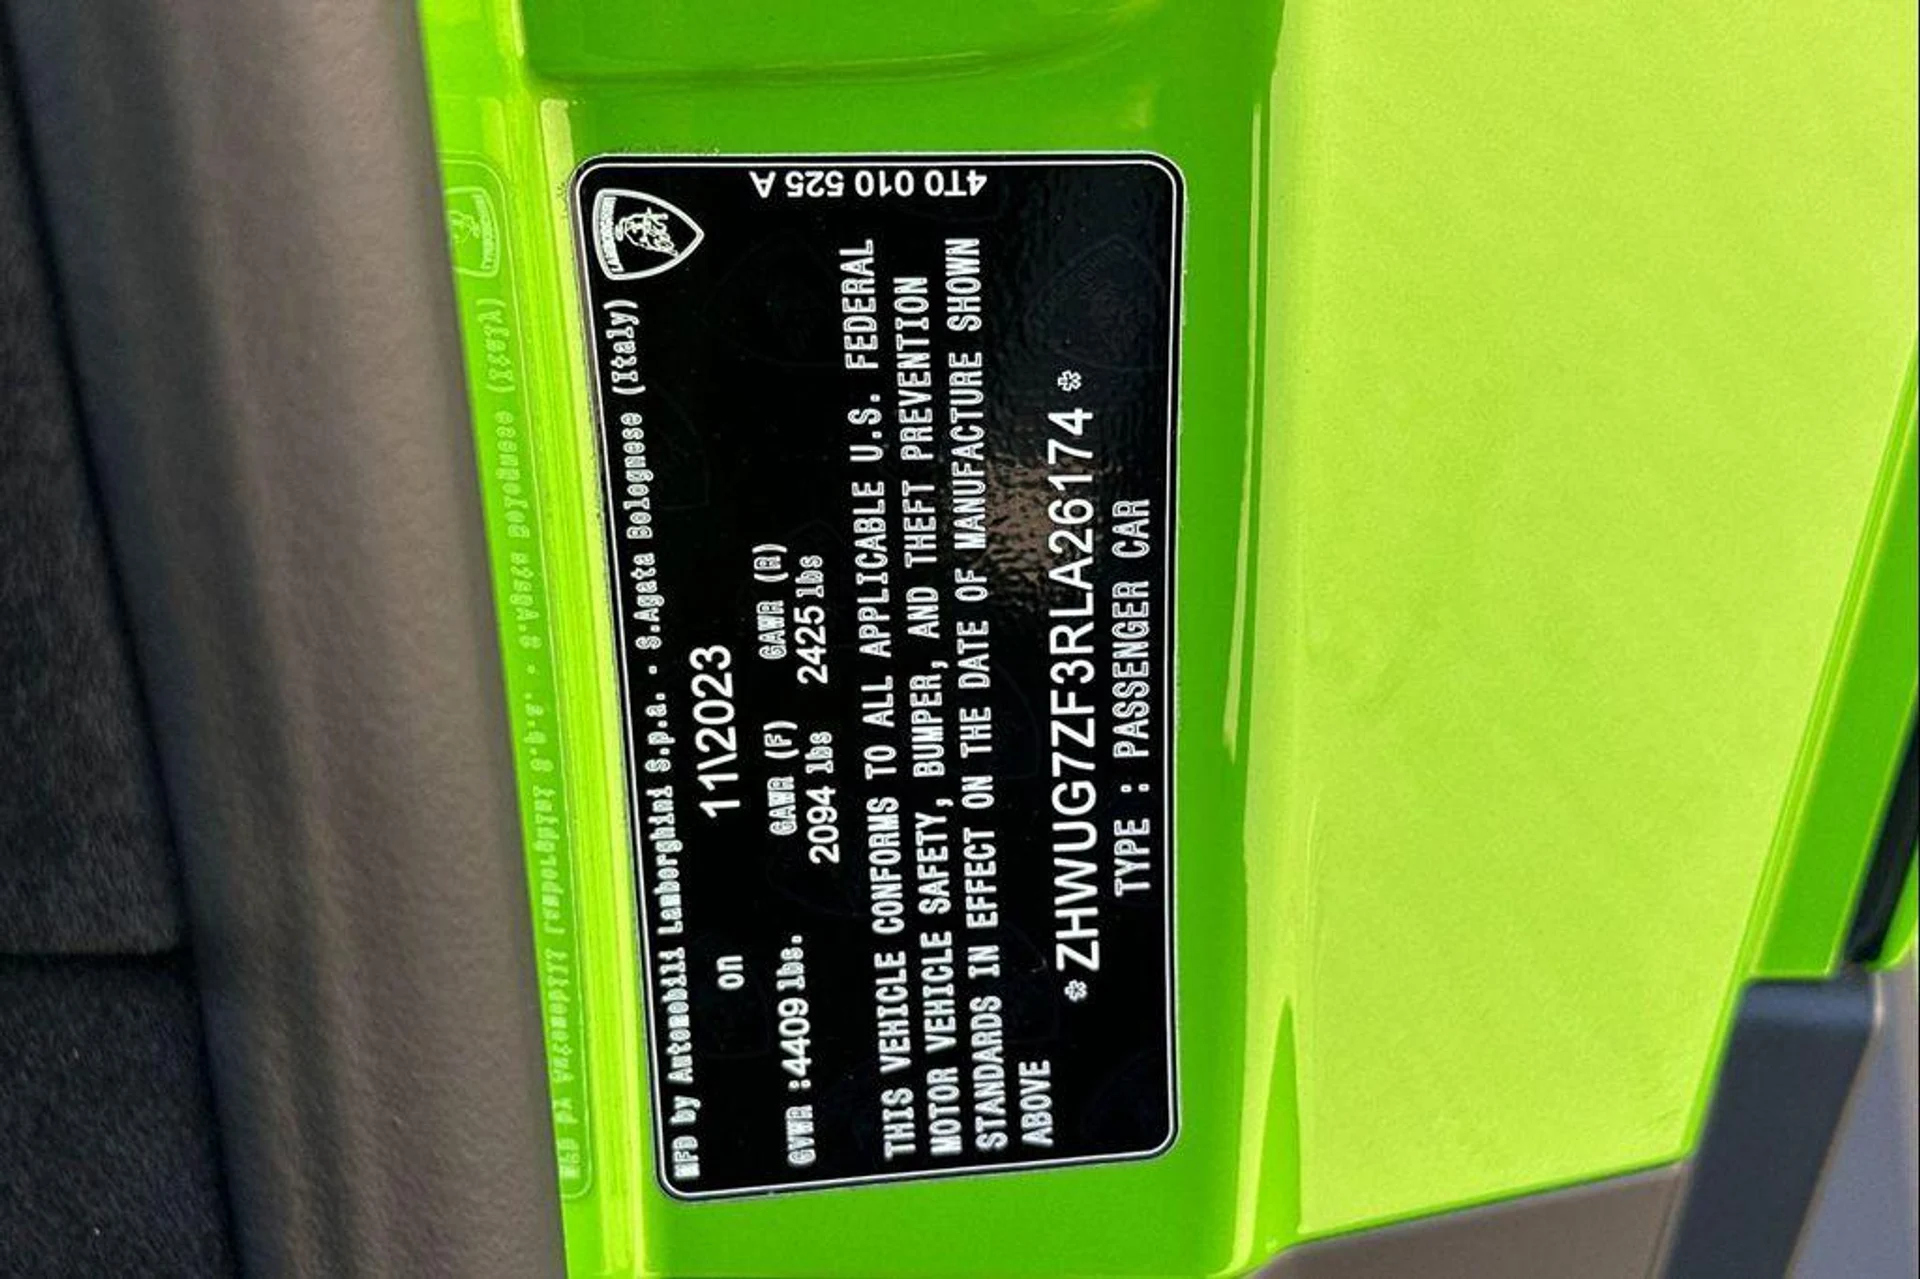 MFD by Automobili Lamborghini S.p.a. - S.Agata Bolognese (Italy)
LAMBORGHINI
on 11\2023
GVWR :4409 lbs. GAWR (F) GAWR (R)
2094 lbs 2425 lbs
THIS VEHICLE CONFORMS TO ALL APPLICABLE U.S. FEDERAL
MOTOR VEHICLE SAFETY, BUMPER, AND THEFT PREVENTION
STANDARDS IN EFFECT ON THE DATE OF MANUFACTURE SHOWN
ABOVE
* ZHWUG7ZF3RLA26174 *
TYPE : PASSENGER CAR
4T0 010 525 A